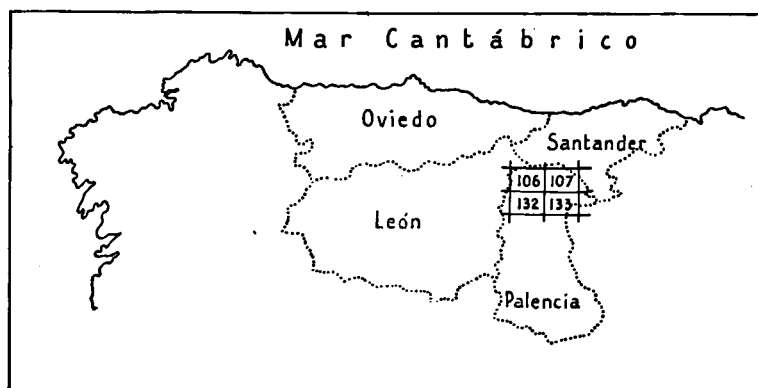 Mar Cantábrico
Oviedo
Santander
106 107
León
132 133
Palencia